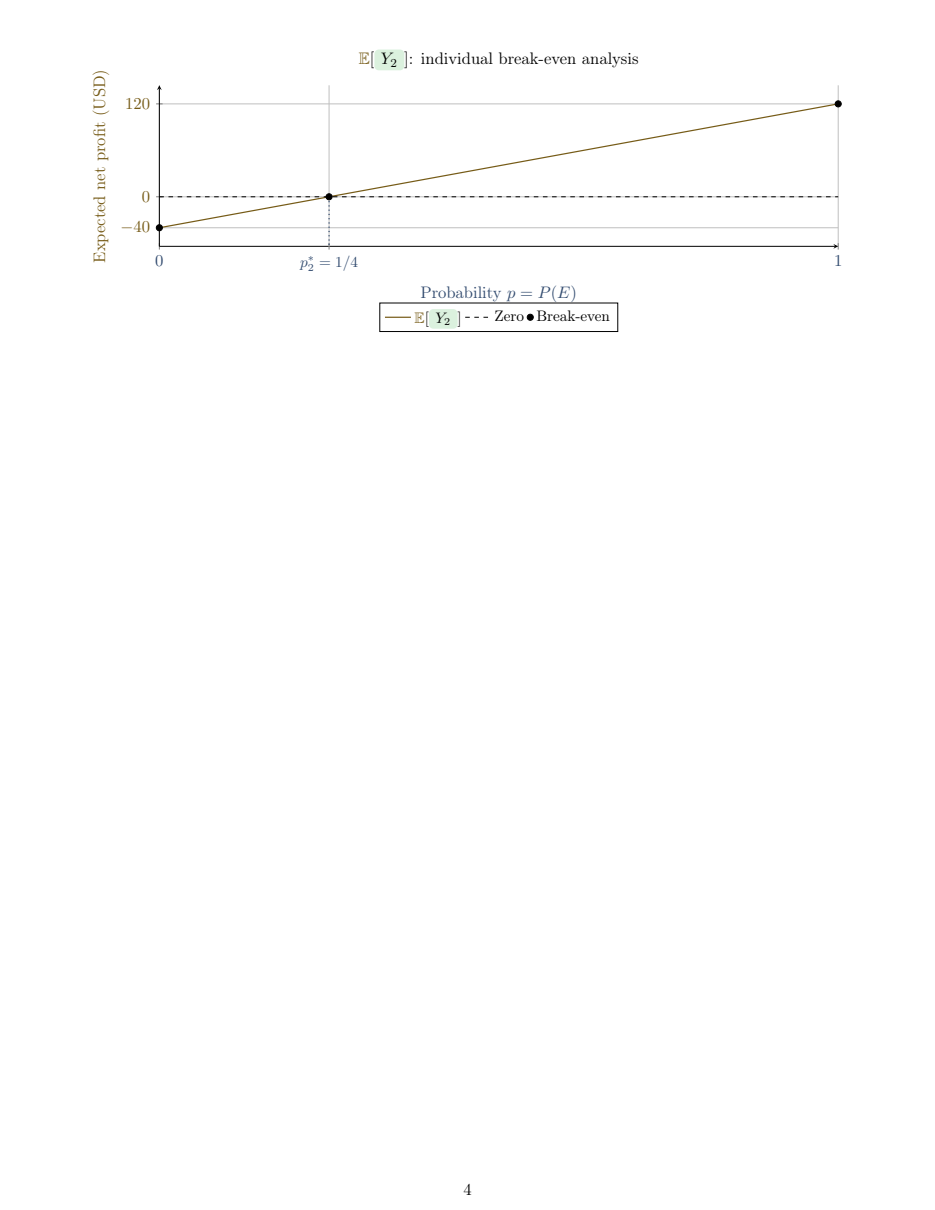 𝔼[ Y₂ ]: individual break-even analysis
Expected net profit (USD)
120
0
−40
0
p₂* = 1/4
1
Probability p = P(E)
𝔼[ Y₂ ] Zero Break-even
4